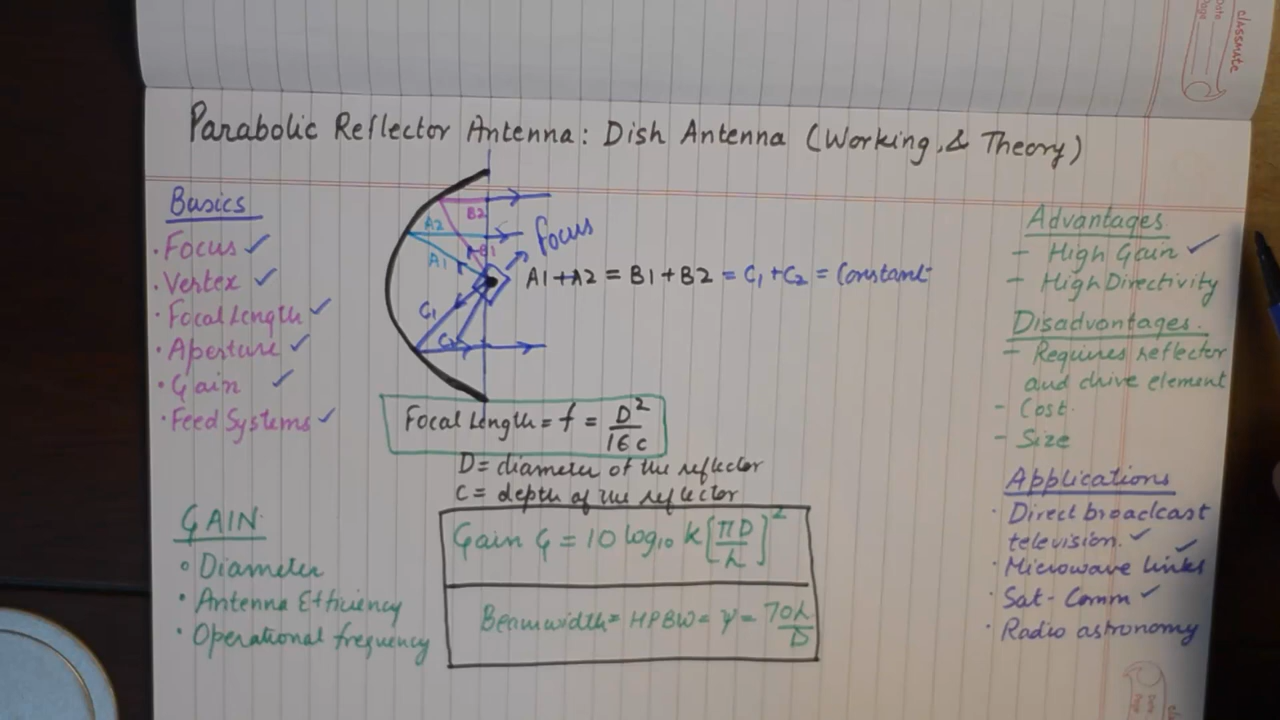 classmate
Date
Page
Parabolic Reflector Antenna: Dish Antenna (Working & Theory)
Basics
• Focus ✓
• Vertex ✓
• Focal Length ✓
• Aperture ✓
• Gain ✓
• Feed Systems ✓
B2
A2
B1
A1
C1
C2
Focus
A1+A2 = B1+B2 = C1+C2 = Constant
Focal Length = f = D²/16c
D = diameter of the reflector
C = depth of the reflector
GAIN
• Diameter
• Antenna Efficiency
• Operational frequency
Gain G = 10 log10 k[πD/λ]²
Beamwidth = HPBW = ψ = 70λ/D
Advantages
- High Gain ✓
- High Directivity
Disadvantages
- Requires reflector
and drive element
- Cost
- Size
Applications
• Direct broadcast
television. ✓
• Microwave links ✓
• Sat-Comm ✓
• Radio astronomy
Date